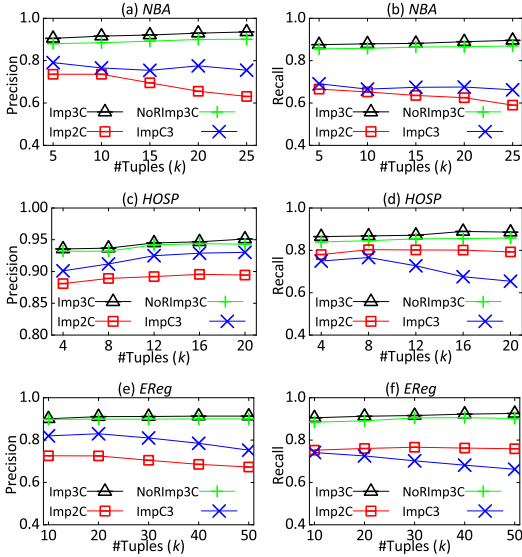 (a) NBA
Precision
1.0
0.8
0.6
0.4
Imp3C NoRImp3C
Imp2C ImpC3
5 10 15 20 25
#Tuples (k)
(b) NBA
Recall
1.0
0.8
0.6
0.4
Imp3C NoRImp3C
Imp2C ImpC3
5 10 15 20 25
#Tuples (k)
(c) HOSP
Precision
1.00
0.95
0.90
0.85
0.80
Imp3C NoRImp3C
Imp2C ImpC3
4 8 12 16 20
#Tuples (k)
(d) HOSP
Recall
1.0
0.8
0.6
0.4
Imp3C NoRImp3C
Imp2C ImpC3
4 8 12 16 20
#Tuples (k)
(e) EReg
Precision
1.0
0.8
0.6
0.4
Imp3C NoRImp3C
Imp2C ImpC3
10 20 30 40 50
#Tuples (k)
(f) EReg
Recall
1.0
0.8
0.6
0.4
Imp3C NoRImp3C
Imp2C ImpC3
10 20 30 40 50
#Tuples (k)